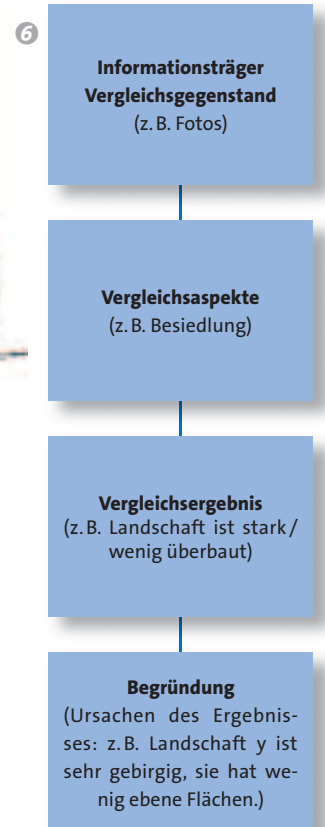 6
Informationsträger
Vergleichsgegenstand
(z. B. Fotos)
Vergleichsaspekte
(z. B. Besiedlung)
Vergleichsergebnis
(z. B. Landschaft ist stark /
wenig überbaut)
Begründung
(Ursachen des Ergebnis-
ses: z. B. Landschaft y ist
sehr gebirgig, sie hat we-
nig ebene Flächen.)